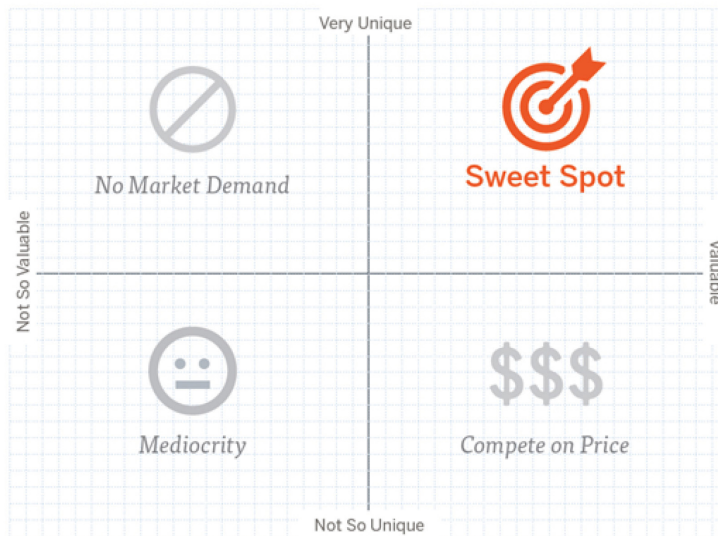 Very Unique
No Market Demand
Sweet Spot
Not So Valuable
Valuable
Mediocrity
$$$
Compete on Price
Not So Unique